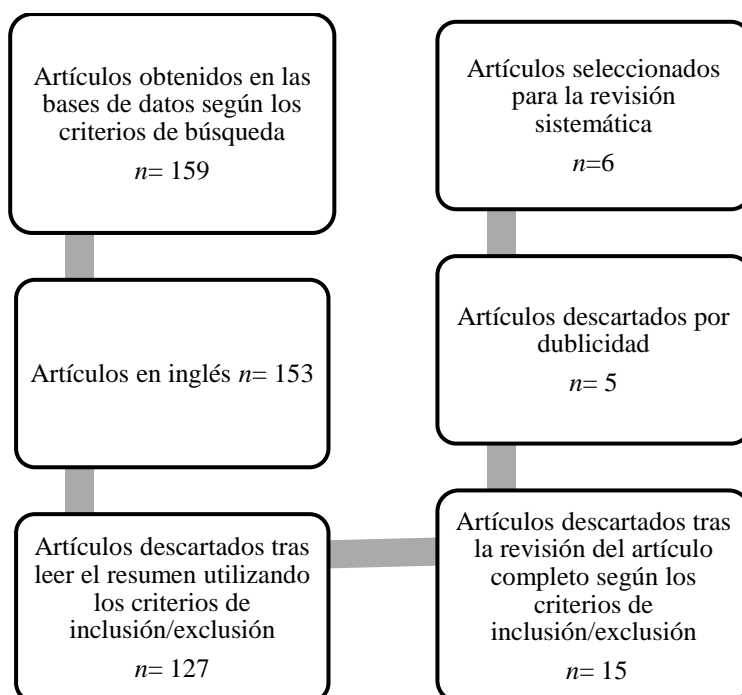 Artículos obtenidos en las
bases de datos según los
criterios de búsqueda
n= 159
Artículos en inglés n= 153
Artículos descartados tras
leer el resumen utilizando
los criterios de
inclusión/exclusión
n= 127
Artículos descartados tras
la revisión del artículo
completo según los
criterios de
inclusión/exclusión
n= 15
Artículos descartados por
dublicidad
n= 5
Artículos seleccionados
para la revisión
sistemática
n=6